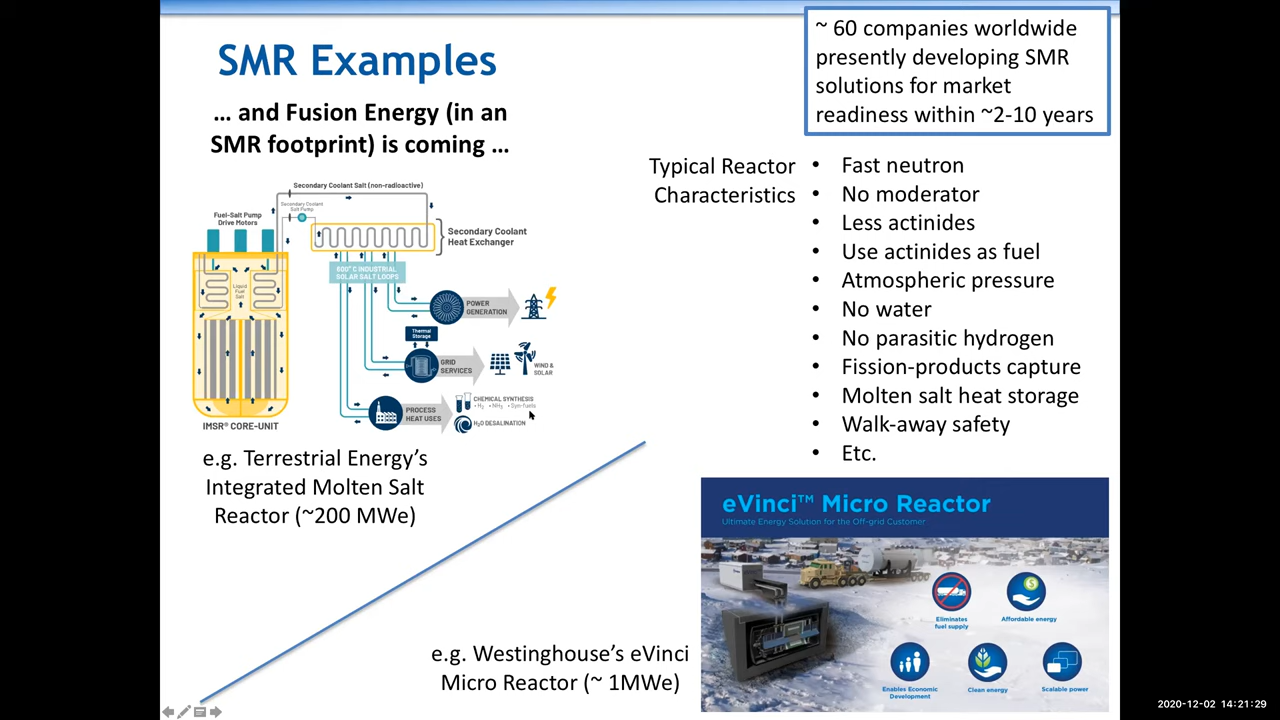 SMR Examples
… and Fusion Energy (in an
SMR footprint) is coming …
~ 60 companies worldwide
presently developing SMR
solutions for market
readiness within ~2-10 years
Typical Reactor
Characteristics
• Fast neutron
• No moderator
• Less actinides
• Use actinides as fuel
• Atmospheric pressure
• No water
• No parasitic hydrogen
• Fission-products capture
• Molten salt heat storage
• Walk-away safety
• Etc.
Secondary Coolant Salt (non-radioactive)
Secondary Coolant
Salt Pump
Fuel-Salt Pump
Drive Motors
Secondary Coolant
Heat Exchanger
Liquid
Fuel
Salt
600° C INDUSTRIAL
SOLAR SALT LOOPS
POWER
GENERATION
Thermal
Storage
GRID
SERVICES
WIND &
SOLAR
PROCESS
HEAT USES
CHEMICAL SYNTHESIS
• H₂ • NH₃ • Synth-Fuels
H₂O DESALINATION
IMSR® CORE-UNIT
e.g. Terrestrial Energy’s
Integrated Molten Salt
Reactor (~200 MWe)
e.g. Westinghouse’s eVinci
Micro Reactor (~ 1MWe)
eVinci™ Micro Reactor
Ultimate Energy Solution for the Off-grid Customer
Eliminates
fuel supply
Affordable energy
Enables Economic
Development
Clean energy
Scalable power
2020-12-02 14:21:29